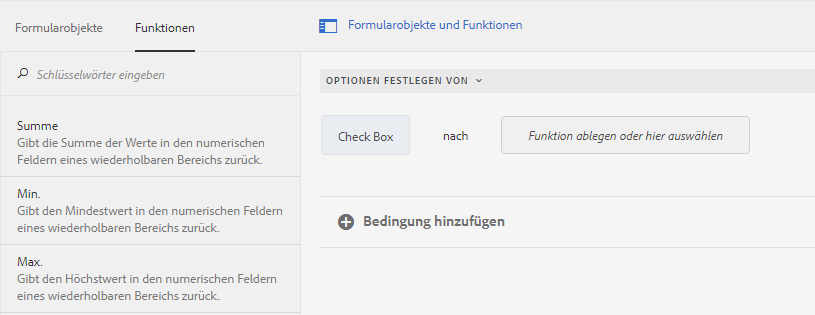 Formularobjekte
Funktionen
Formularobjekte und Funktionen
Schlüsselwörter eingeben
OPTIONEN FESTLEGEN VON
Check Box
nach
Funktion ablegen oder hier auswählen
Summe
Gibt die Summe der Werte in den numerischen
Feldern eines wiederholbaren Bereichs zurück.
Min.
Gibt den Mindestwert in den numerischen Feldern
eines wiederholbaren Bereichs zurück.
Max.
Gibt den Höchstwert in den numerischen Feldern
eines wiederholbaren Bereichs zurück.
Bedingung hinzufügen